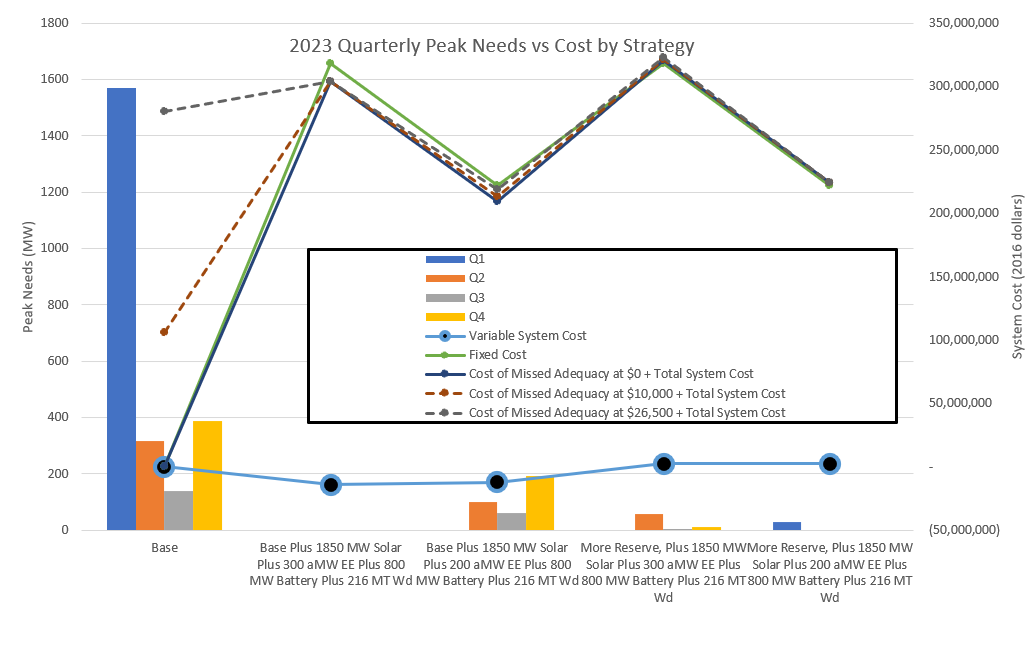 2023 Quarterly Peak Needs vs Cost by Strategy
Peak Needs (MW)
1800
1600
1400
1200
1000
800
600
400
200
0
350,000,000
300,000,000
250,000,000
200,000,000
150,000,000
100,000,000
50,000,000
-
(50,000,000)
System Cost (2016 dollars)
Q1
Q2
Q3
Q4
Variable System Cost
Fixed Cost
Cost of Missed Adequacy at $0 + Total System Cost
Cost of Missed Adequacy at $10,000 + Total System Cost
Cost of Missed Adequacy at $26,500 + Total System Cost
Base
Base Plus 1850 MW Solar
Plus 300 aMW EE Plus 800
MW Battery Plus 216 MT Wd
Base Plus 1850 MW Solar
Plus 200 aMW EE Plus 800
MW Battery Plus 216 MT Wd
More Reserve, Plus 1850 MW
Solar Plus 300 aMW EE Plus
800 MW Battery Plus 216 MT
Wd
More Reserve, Plus 1850 MW
Solar Plus 200 aMW EE Plus
800 MW Battery Plus 216 MT
Wd